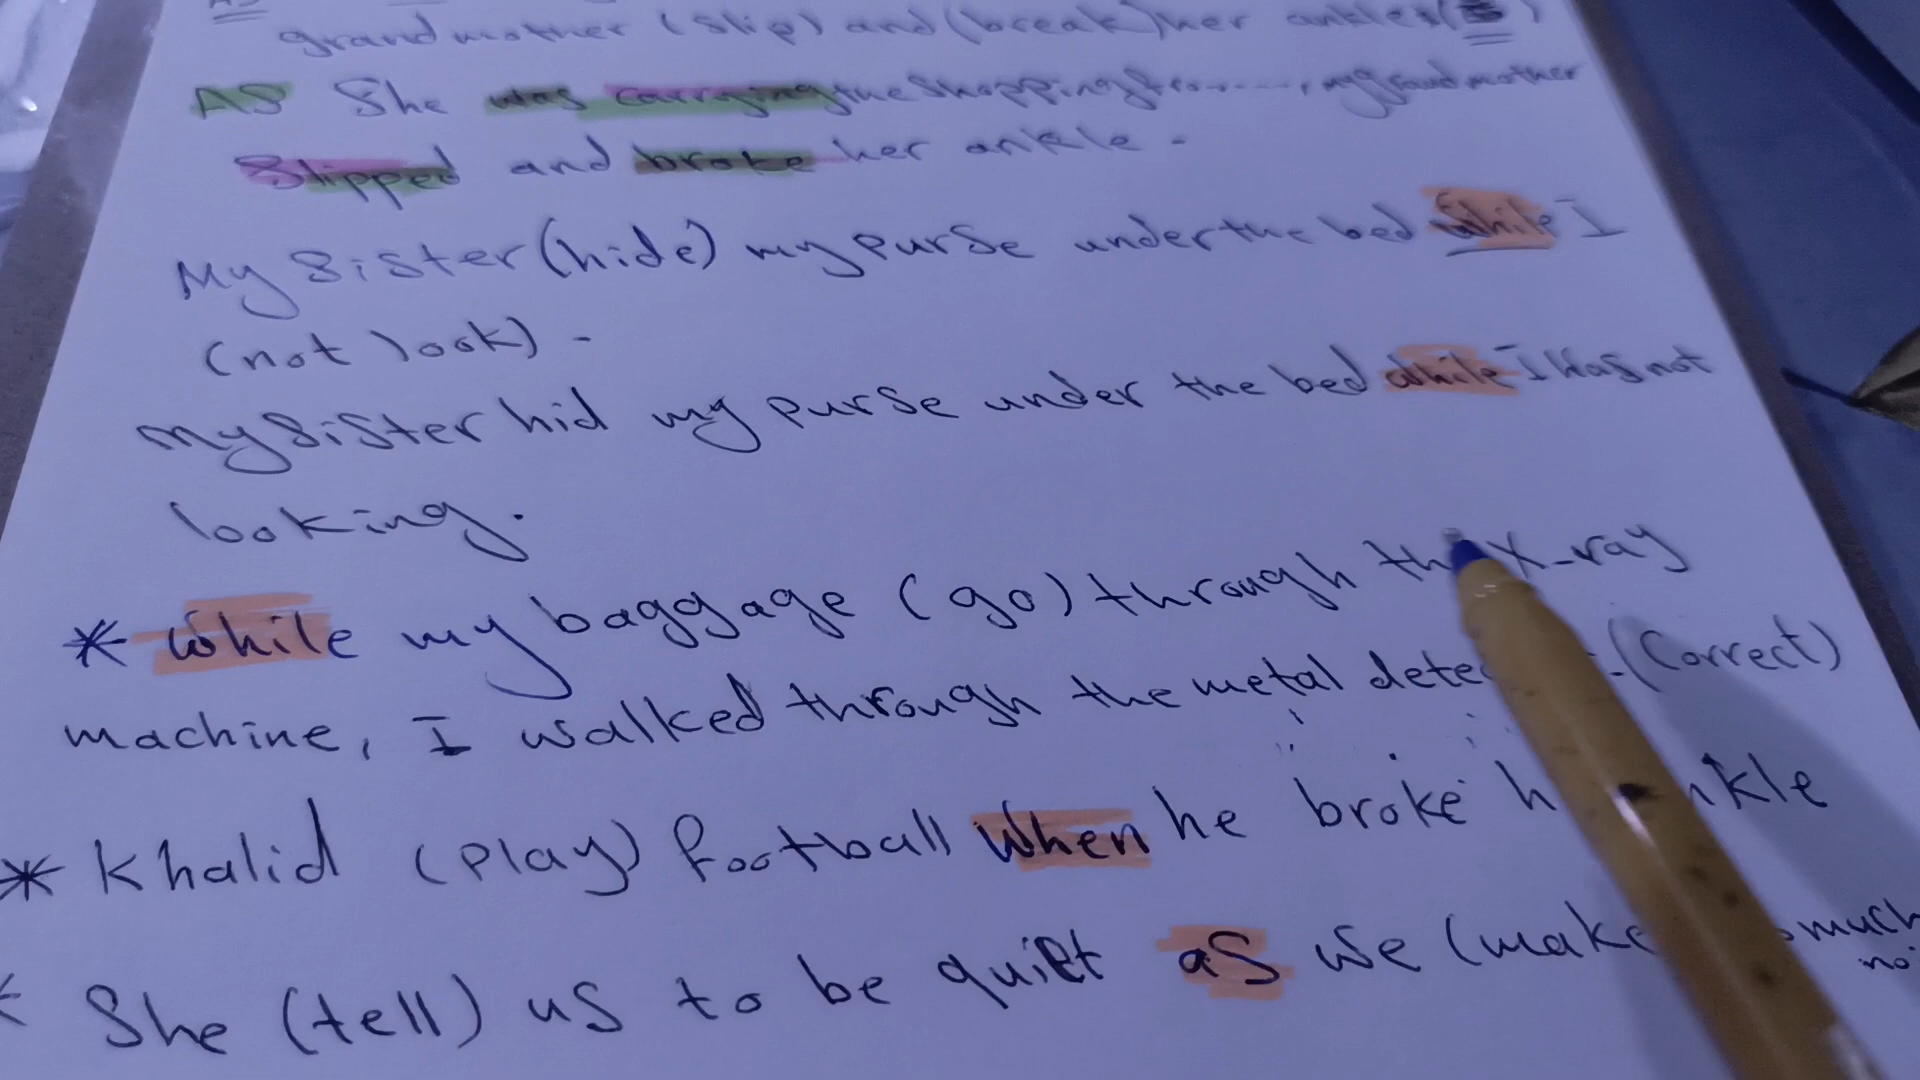 grandmother (slip) and (break) her ankle
As She was carrying the shopping ......, my grandmother
Slipped and broke her ankle.
My sister (hide) my purse under the bed while I
(not look).
my sister hid my purse under the bed while I was not
looking.
* while my baggage (go) through the X-ray
machine, I walked through the metal (Correct)
* Khalid (play) football when he broke
She (tell) us to be quiet as we (make much